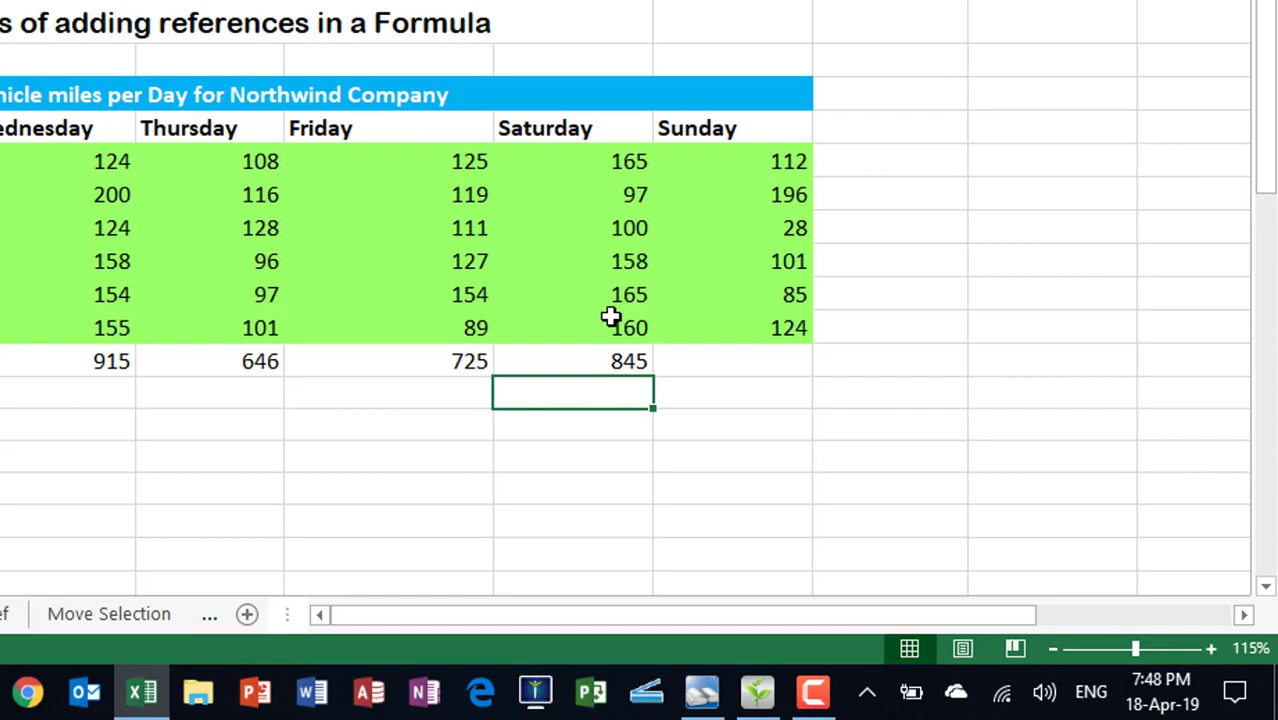 s of adding references in a Formula
hicle miles per Day for Northwind Company
ednesday Thursday Friday Saturday Sunday
124 108 125 165 112
200 116 119 97 196
124 128 111 100 28
158 96 127 158 101
154 97 154 165 85
155 101 89 160 124
915 646 725 845
ef Move Selection ...
115%
ENG 7:48 PM
18-Apr-19